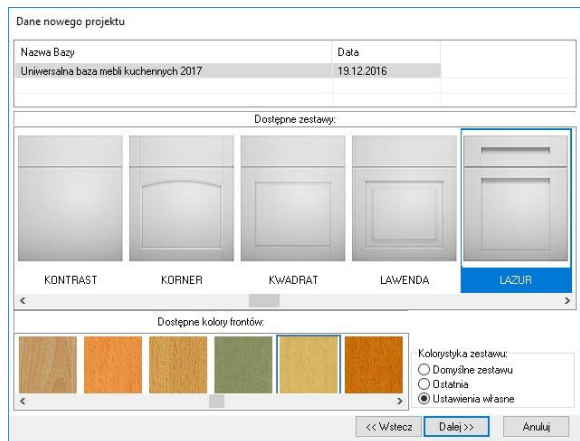 Dane nowego projektu
Nazwa Bazy Data
Uniwersalna baza mebli kuchennych 2017 19.12.2016
Dostępne zestawy:
KONTRAST KORNER KWADRAT LAWENDA LAZUR
Dostępne kolory frontów:
Kolorystyka zestawu:
Domyślne zestawu
Ostatnia
Ustawienia własne
<< Wstecz Dalej >> Anuluj